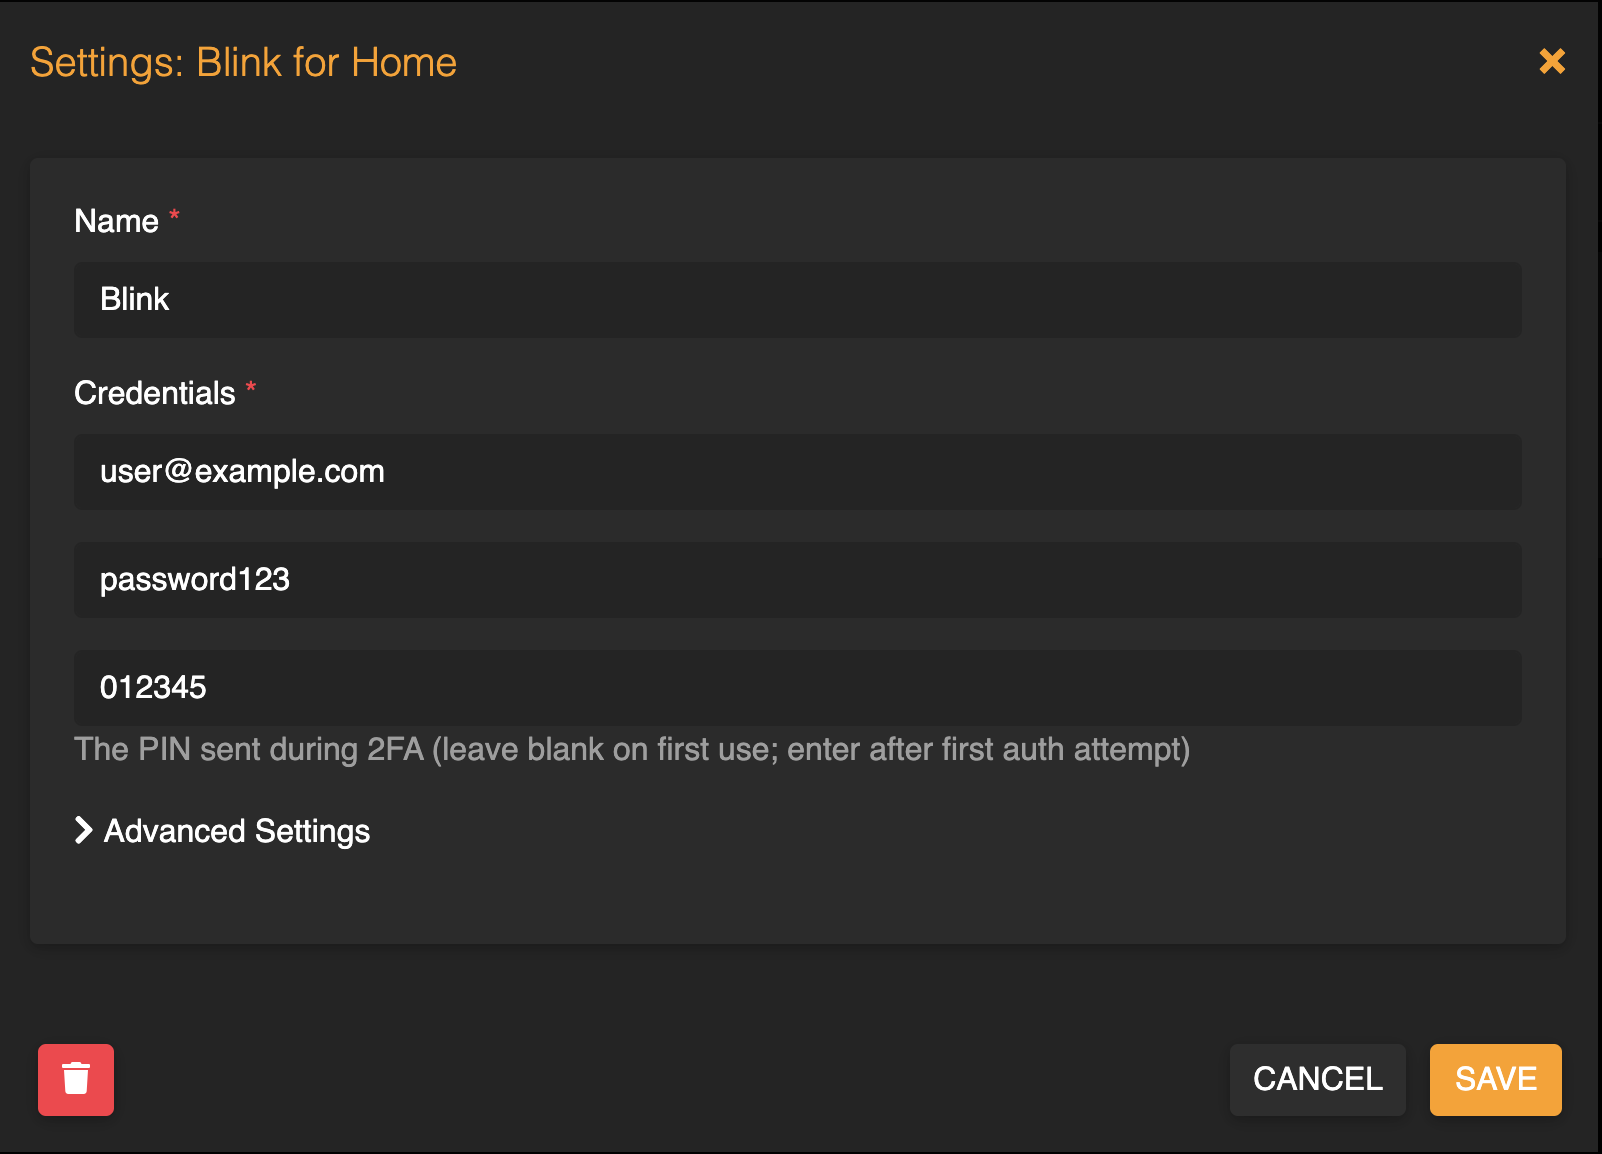 Settings: Blink for Home
Name *
Blink
Credentials *
user@example.com
password123
012345
The PIN sent during 2FA (leave blank on first use; enter after first auth attempt)
Advanced Settings
CANCEL
SAVE